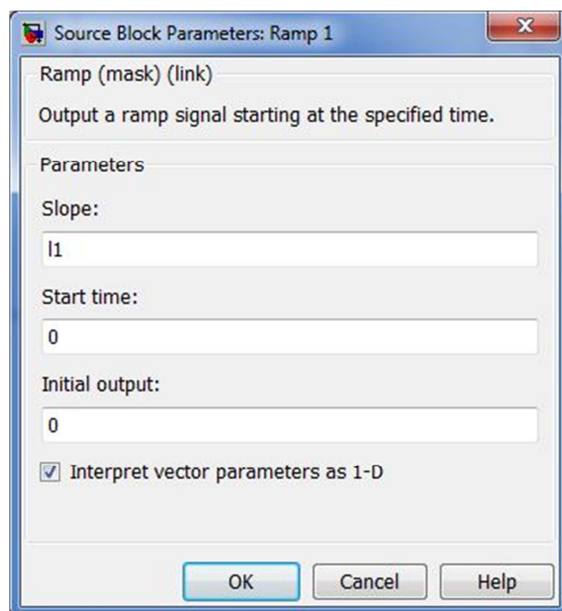 Source Block Parameters: Ramp 1
Ramp (mask) (link)
Output a ramp signal starting at the specified time.
Parameters
Slope:
l1
Start time:
0
Initial output:
0
Interpret vector parameters as 1-D
OK Cancel Help